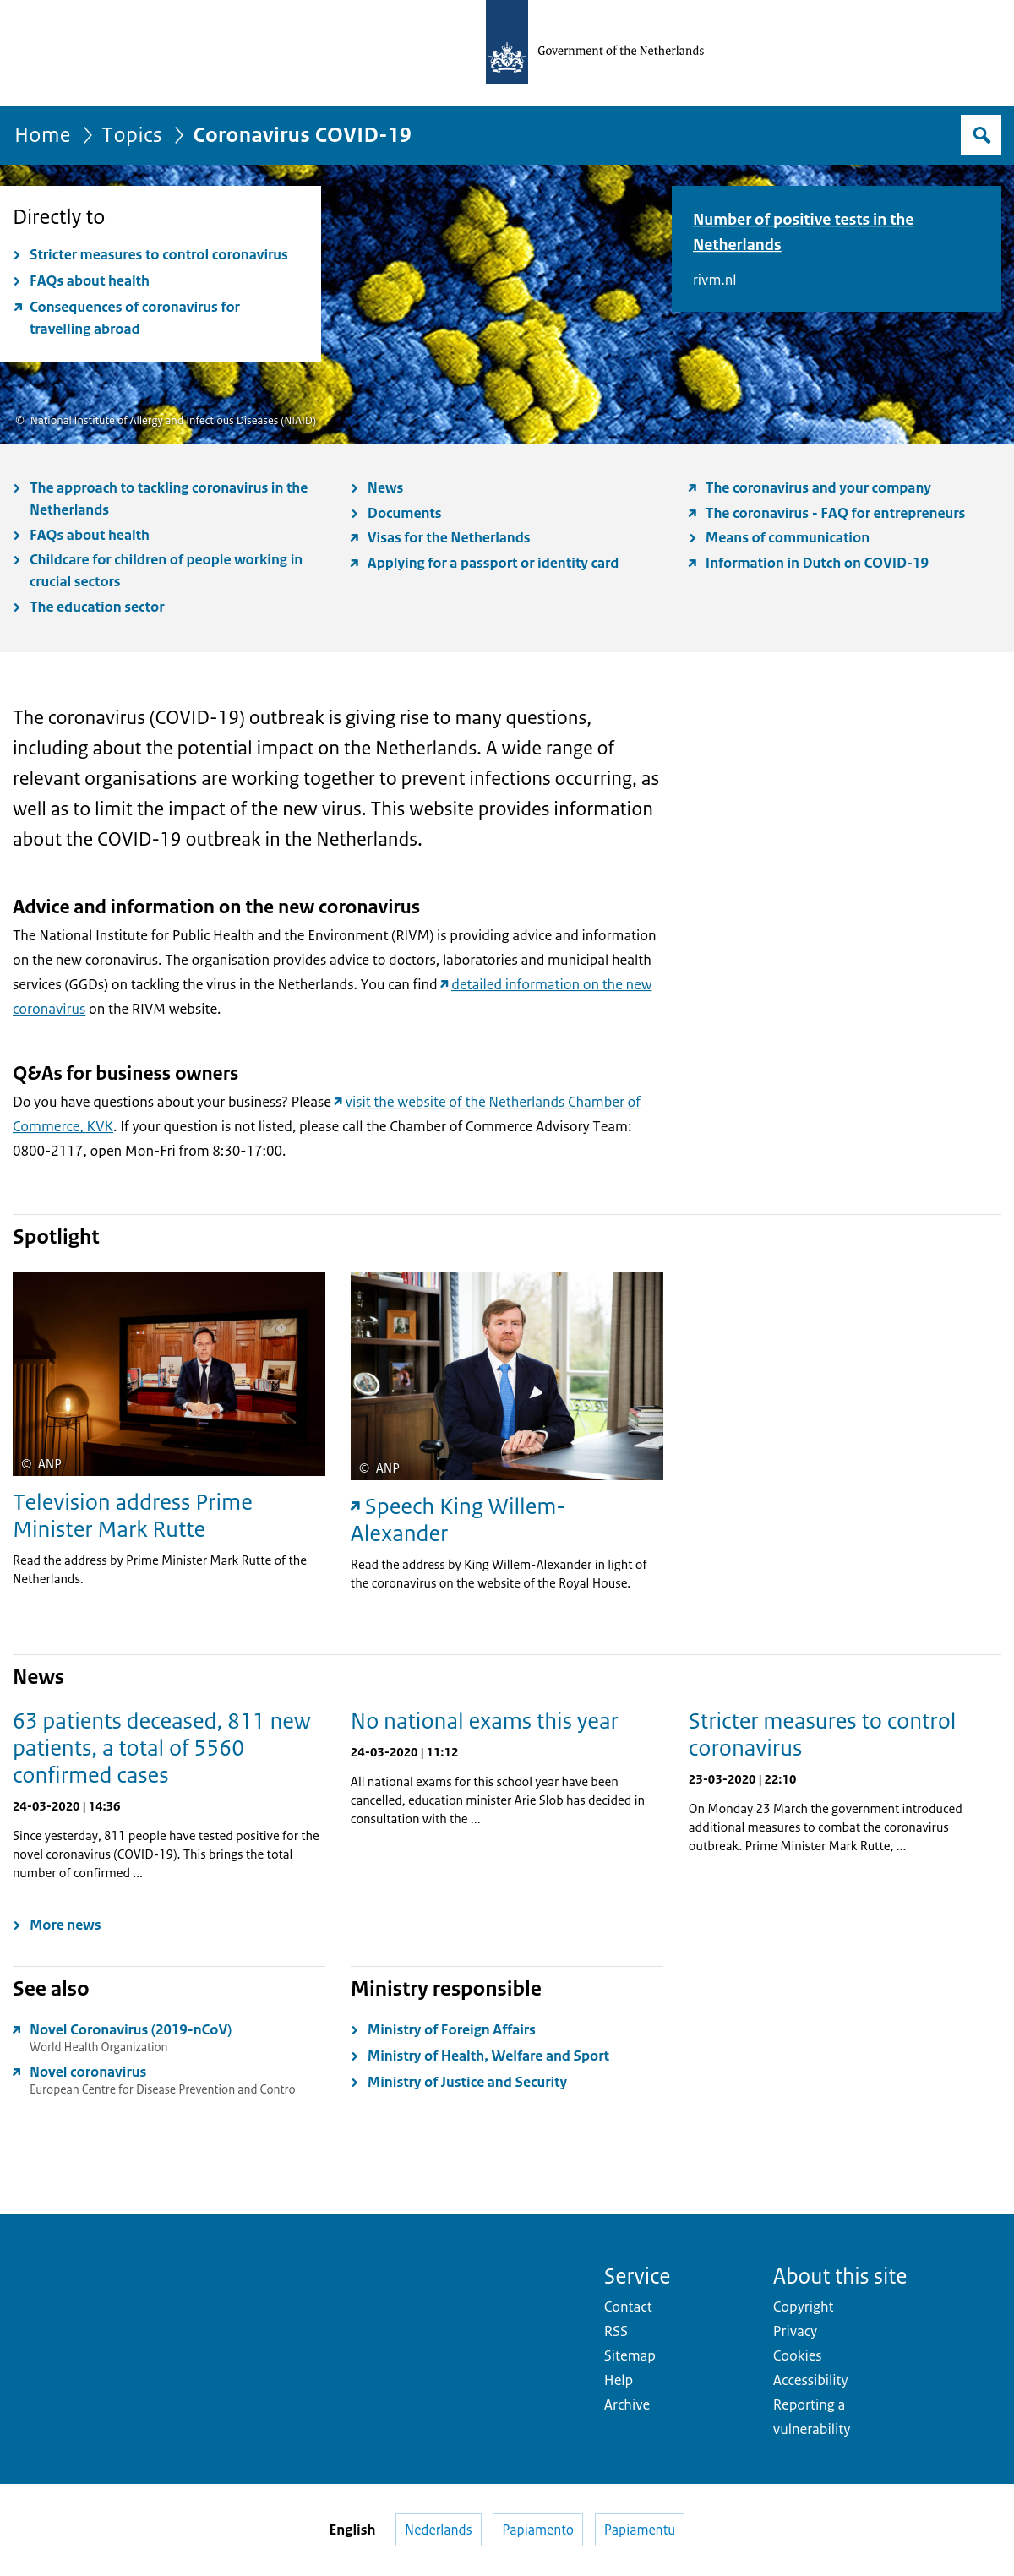 Government of the Netherlands
Home
Topics
Coronavirus COVID-19
Directly to
Stricter measures to control coronavirus
FAQs about health
Consequences of coronavirus for
travelling abroad
Number of positive tests in the
Netherlands
rivm.nl
© National Institute of Allergy and Infectious Diseases (NIAID)
The approach to tackling coronavirus in the
Netherlands
FAQs about health
Childcare for children of people working in
crucial sectors
The education sector
News
Documents
Visas for the Netherlands
Applying for a passport or identity card
The coronavirus and your company
The coronavirus - FAQ for entrepreneurs
Means of communication
Information in Dutch on COVID-19
The coronavirus (COVID-19) outbreak is giving rise to many questions,
including about the potential impact on the Netherlands. A wide range of
relevant organisations are working together to prevent infections occurring, as
well as to limit the impact of the new virus. This website provides information
about the COVID-19 outbreak in the Netherlands.
Advice and information on the new coronavirus
The National Institute for Public Health and the Environment (RIVM) is providing advice and information
on the new coronavirus. The organisation provides advice to doctors, laboratories and municipal health
services (GGDs) on tackling the virus in the Netherlands. You can find detailed information on the new
coronavirus on the RIVM website.
Q&As for business owners
Do you have questions about your business? Please visit the website of the Netherlands Chamber of
Commerce, KVK. If your question is not listed, please call the Chamber of Commerce Advisory Team:
0800-2117, open Mon-Fri from 8:30-17:00.
Spotlight
© ANP
Television address Prime
Minister Mark Rutte
Read the address by Prime Minister Mark Rutte of the
Netherlands.
© ANP
Speech King Willem-
Alexander
Read the address by King Willem-Alexander in light of
the coronavirus on the website of the Royal House.
News
63 patients deceased, 811 new
patients, a total of 5560
confirmed cases
24-03-2020 | 14:36
Since yesterday, 811 people have tested positive for the
novel coronavirus (COVID-19). This brings the total
number of confirmed ...
No national exams this year
24-03-2020 | 11:12
All national exams for this school year have been
cancelled, education minister Arie Slob has decided in
consultation with the ...
Stricter measures to control
coronavirus
23-03-2020 | 22:10
On Monday 23 March the government introduced
additional measures to combat the coronavirus
outbreak. Prime Minister Mark Rutte, ...
More news
See also
Novel Coronavirus (2019-nCoV)
World Health Organization
Novel coronavirus
European Centre for Disease Prevention and Contro
Ministry responsible
Ministry of Foreign Affairs
Ministry of Health, Welfare and Sport
Ministry of Justice and Security
Service
Contact
RSS
Sitemap
Help
Archive
About this site
Copyright
Privacy
Cookies
Accessibility
Reporting a
vulnerability
English
Nederlands
Papiamento
Papiamentu